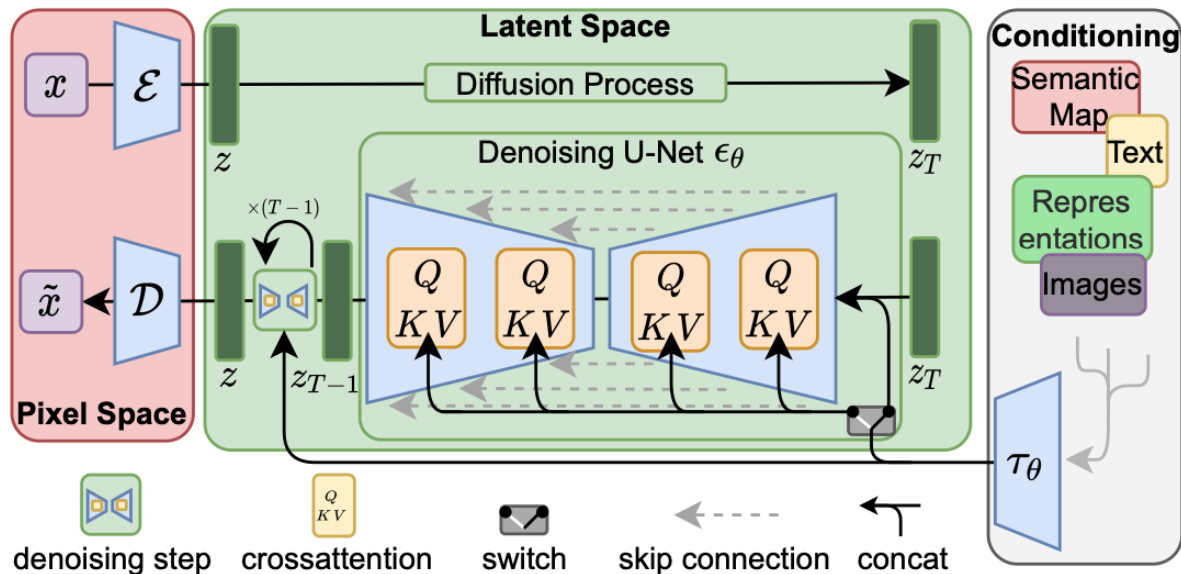 Latent Space
Conditioning
x
ℰ
Diffusion Process
Semantic
Map
Text
z
z_T
Denoising U-Net ϵ_θ
Repres
entations
Images
×(T − 1)
x̃
𝒟
Q
K V
Q
K V
Q
K V
Q
K V
z
z_{T−1}
z_T
Pixel Space
τ_θ
Q
K V
denoising step
crossattention
switch
skip connection
concat